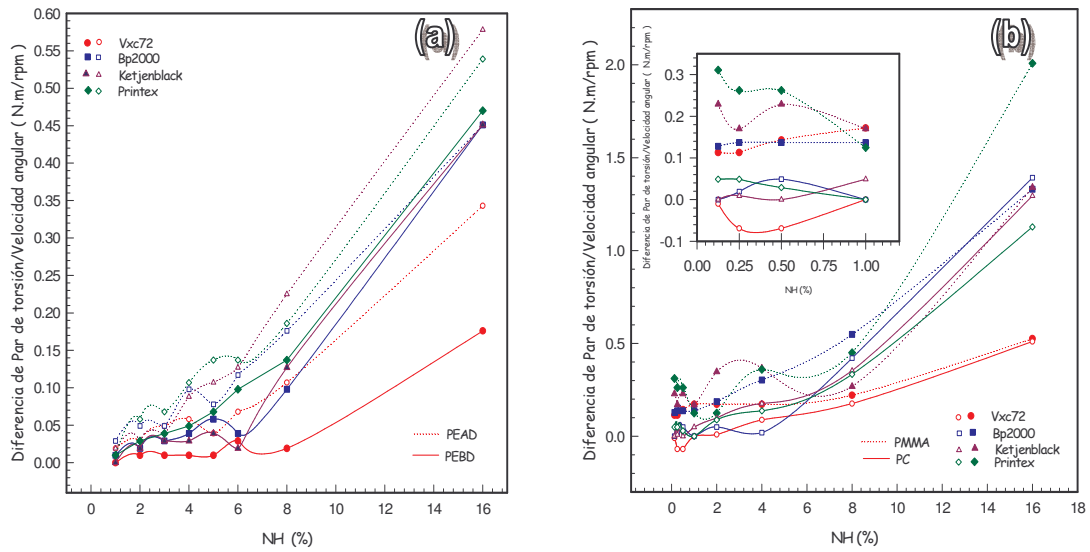 (a)
0.60
0.55
0.50
0.45
0.40
0.35
0.30
0.25
0.20
0.15
0.10
0.05
0.00
Diferencia de Par de torsión/Velocidad angular ( N.m/rpm )
Vxc72
Bp2000
Ketjenblack
Printex
PEAD
PEBD
0 2 4 6 8 10 12 14 16
NH (%)
(b)
2.0
1.6
1.2
0.8
0.4
0.0
Diferencia de Par de torsión/Velocidad angular ( N.m/rpm )
0.3
0.2
0.1
0.0
-0.1
Diferencia de Par de torsión/Velocidad angular ( N.m/rpm )
0.00 0.25 0.50 0.75 1.00
NH (%)
Vxc72
Bp2000
Ketjenblack
Printex
PMMA
PC
0 2 4 6 8 10 12 14 16 18
NH (%)